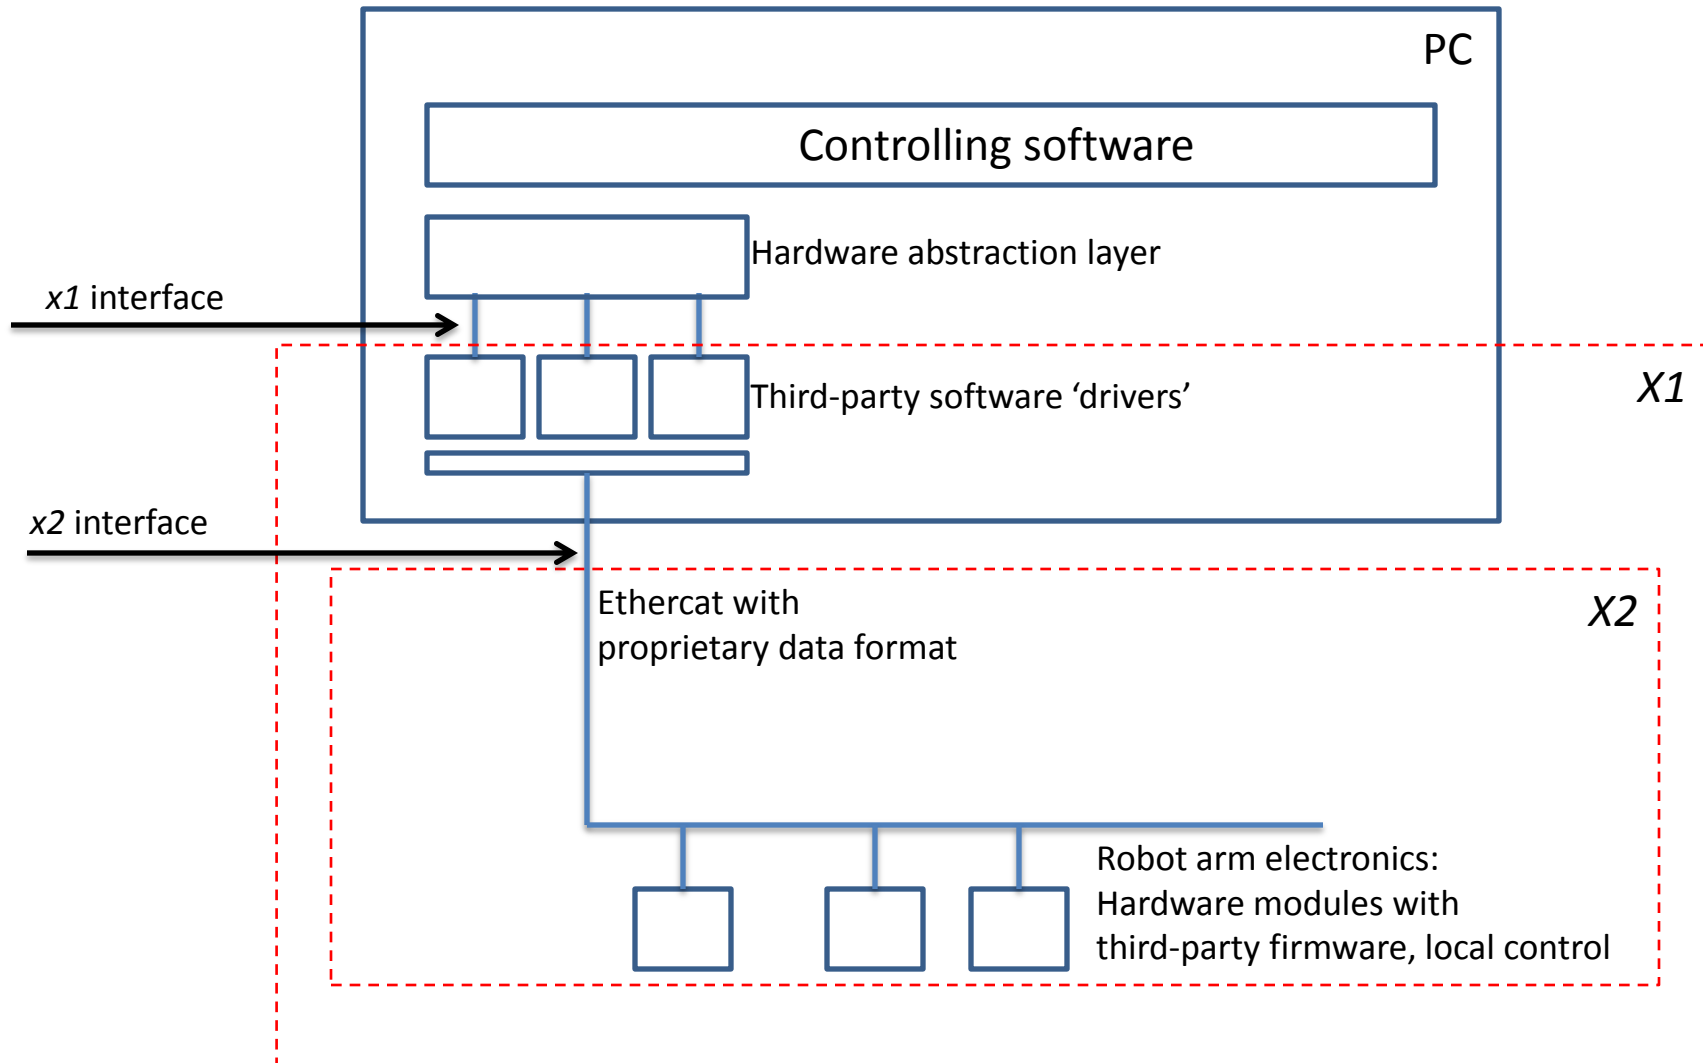 PC
Controlling software
Hardware abstraction layer
x1 interface
Third-party software ‘drivers’
X1
x2 interface
Ethercat with
proprietary data format
X2
Robot arm electronics:
Hardware modules with
third-party firmware, local control